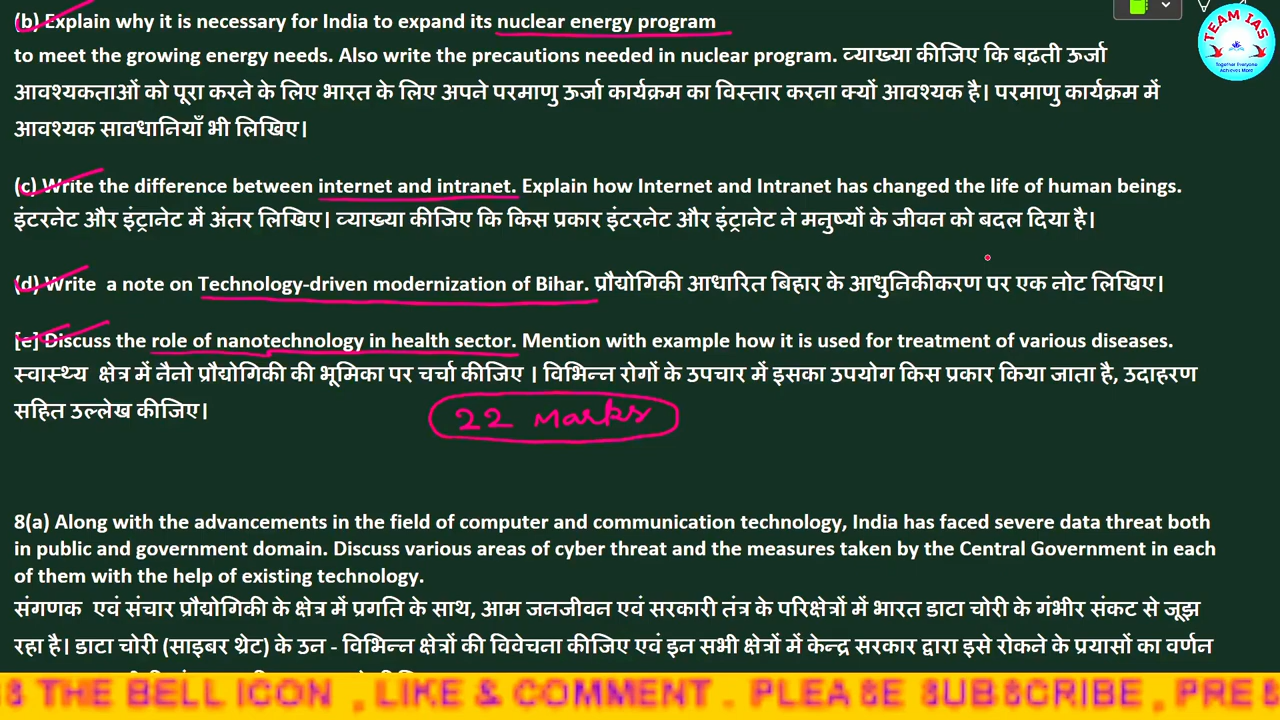 (b) Explain why it is necessary for India to expand its nuclear energy program
to meet the growing energy needs. Also write the precautions needed in nuclear program. व्याख्या कीजिए कि बढ़ती ऊर्जा
आवश्यकताओं को पूरा करने के लिए भारत के लिए अपने परमाणु ऊर्जा कार्यक्रम का विस्तार करना क्यों आवश्यक है। परमाणु कार्यक्रम में
आवश्यक सावधानियाँ भी लिखिए।
(c) Write the difference between internet and intranet. Explain how Internet and Intranet has changed the life of human beings.
इंटरनेट और इंट्रानेट में अंतर लिखिए। व्याख्या कीजिए कि किस प्रकार इंटरनेट और इंट्रानेट ने मनुष्यों के जीवन को बदल दिया है।
(d) Write a note on Technology-driven modernization of Bihar. प्रौयोगिकी आधारित बिहार के आधुनिकीकरण पर एक नोट लिखिए।
[e] Discuss the role of nanotechnology in health sector. Mention with example how it is used for treatment of various diseases.
स्वास्थ्य क्षेत्र में नैनो प्रौयोगिकी की भूमिका पर चर्चा कीजिए । विभिन्न रोगों के उपचार में इसका उपयोग किस प्रकार किया जाता है, उदाहरण
सहित उल्लेख कीजिए।
22 Marks
8(a) Along with the advancements in the field of computer and communication technology, India has faced severe data threat both
in public and government domain. Discuss various areas of cyber threat and the measures taken by the Central Government in each
of them with the help of existing technology.
संगणक एवं संचार प्रौयोगिकी के क्षेत्र में प्रगति के साथ, आम जनजीवन एवं सरकारी तंत्र के परिक्षेत्रों में भारत डाटा चोरी के गंभीर संकट से जूझ
रहा है। डाटा चोरी (साइबर थ्रेट) के उन - विभिन्न क्षेत्रों की विवेचना कीजिए एवं इन सभी क्षेत्रों में केन्द्र सरकार द्वारा इसे रोकने के प्रयासों का वर्णन
& THE BELL ICON , LIKE & COMMENT . PLEASE SUBSCRIBE, PRES
TEAM IAS
Together Everyone
Achieves More